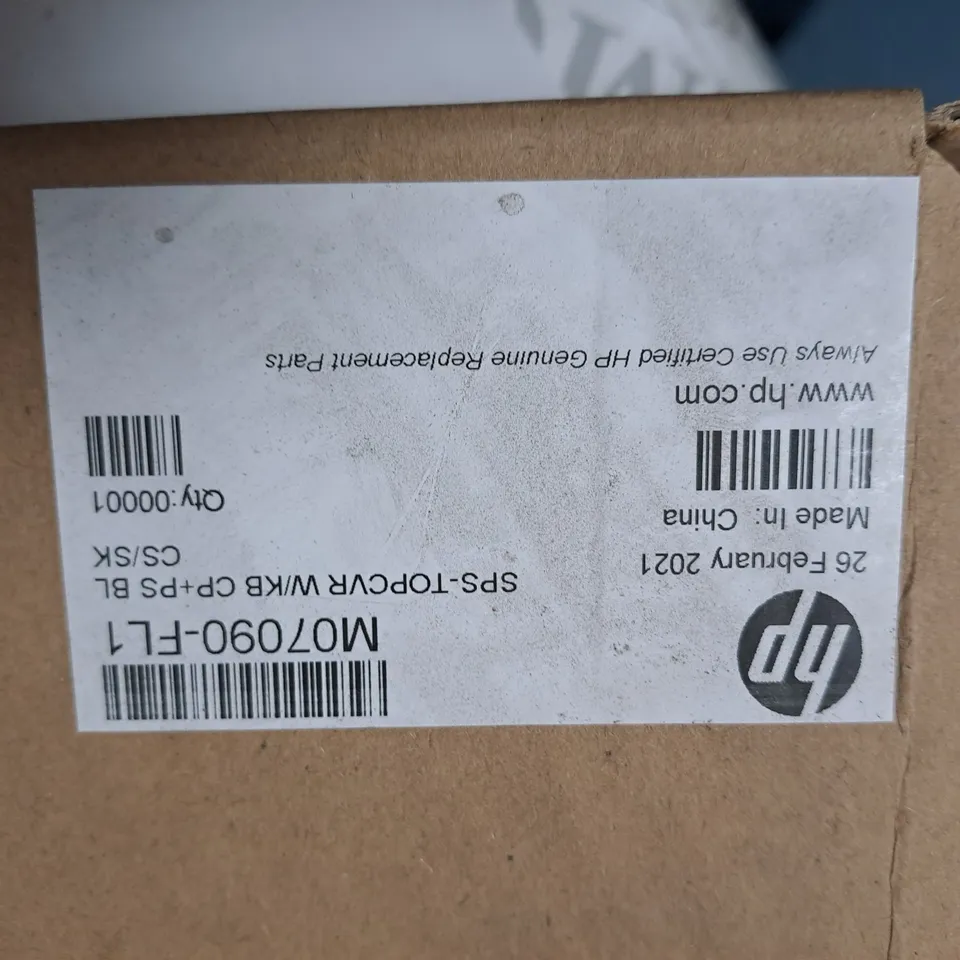 hp
M07090-FL1
SPS-TOPCVR W/KB CP+PS BL
CS/SK
26 February 2021
Made In: China
Qty:00001
www.hp.com
Always Use Certified HP Genuine Replacement Parts